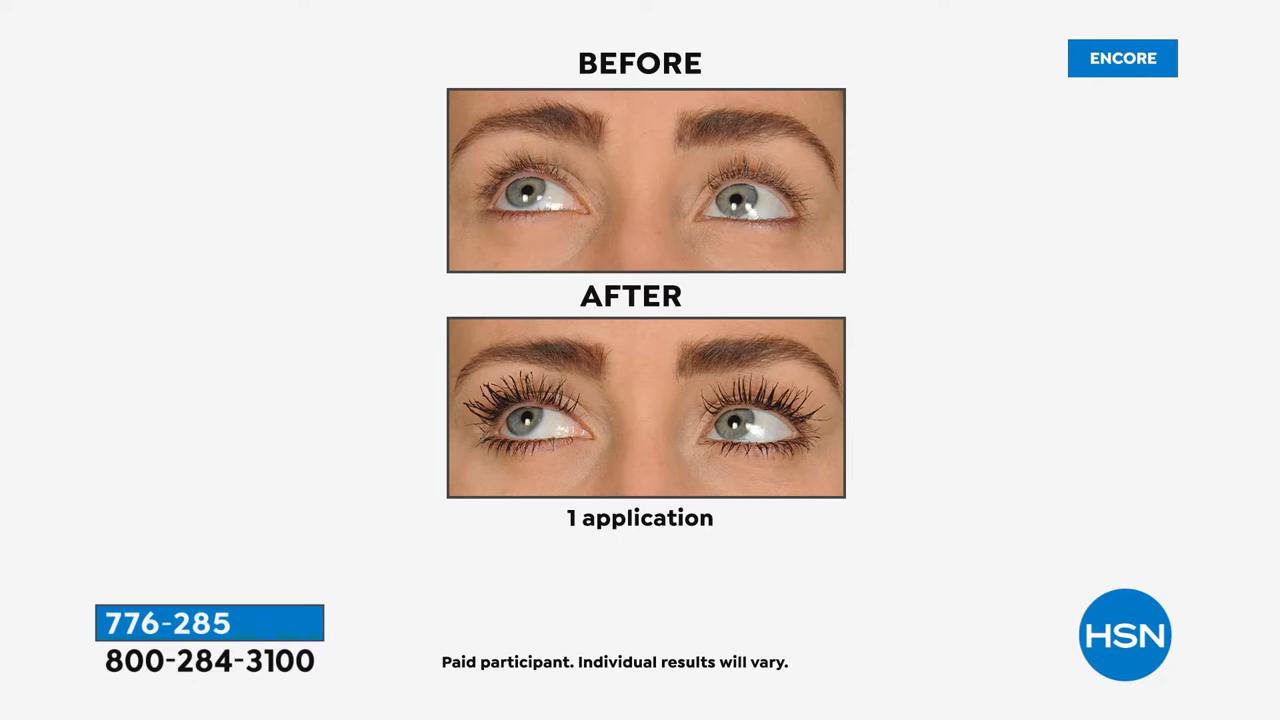 BEFORE
ENCORE
AFTER
1 application
776-285
800-284-3100
Paid participant. Individual results will vary.
HSN